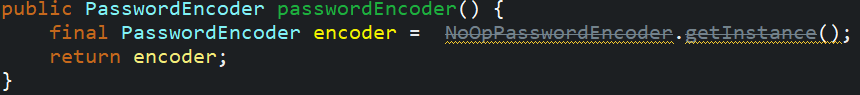 public PasswordEncoder passwordEncoder() {
    final PasswordEncoder encoder =  NoOpPasswordEncoder.getInstance();
    return encoder;
}